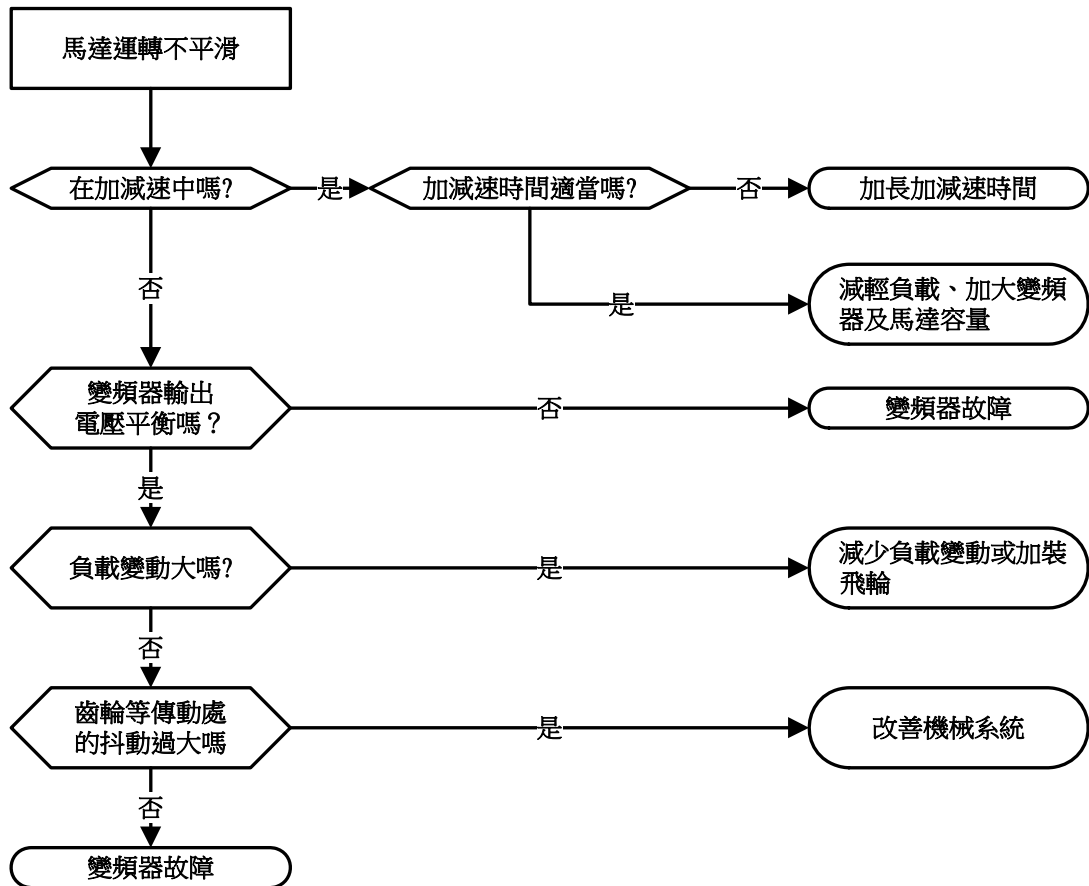 馬達運轉不平滑
在加減速中嗎?
是
加減速時間適當嗎?
否
加長加減速時間
否
是
減輕負載、加大變頻
器及馬達容量
變頻器輸出
電壓平衡嗎？
否
變頻器故障
是
負載變動大嗎?
是
減少負載變動或加裝
飛輪
否
齒輪等傳動處
的抖動過大嗎
是
改善機械系統
否
變頻器故障